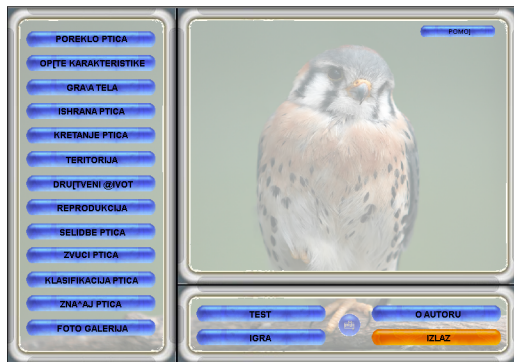 POREKLO PTICA
OP[TE KARAKTERISTIKE
GRA\A TELA
ISHRANA PTICA
KRETANJE PTICA
TERITORIJA
DRU[TVENI @IVOT
REPRODUKCIJA
SELIDBE PTICA
ZVUCI PTICA
KLASIFIKACIJA PTICA
ZNA^AJ PTICA
FOTO GALERIJA
POMO]
TEST
O AUTORU
IGRA
IZLAZ